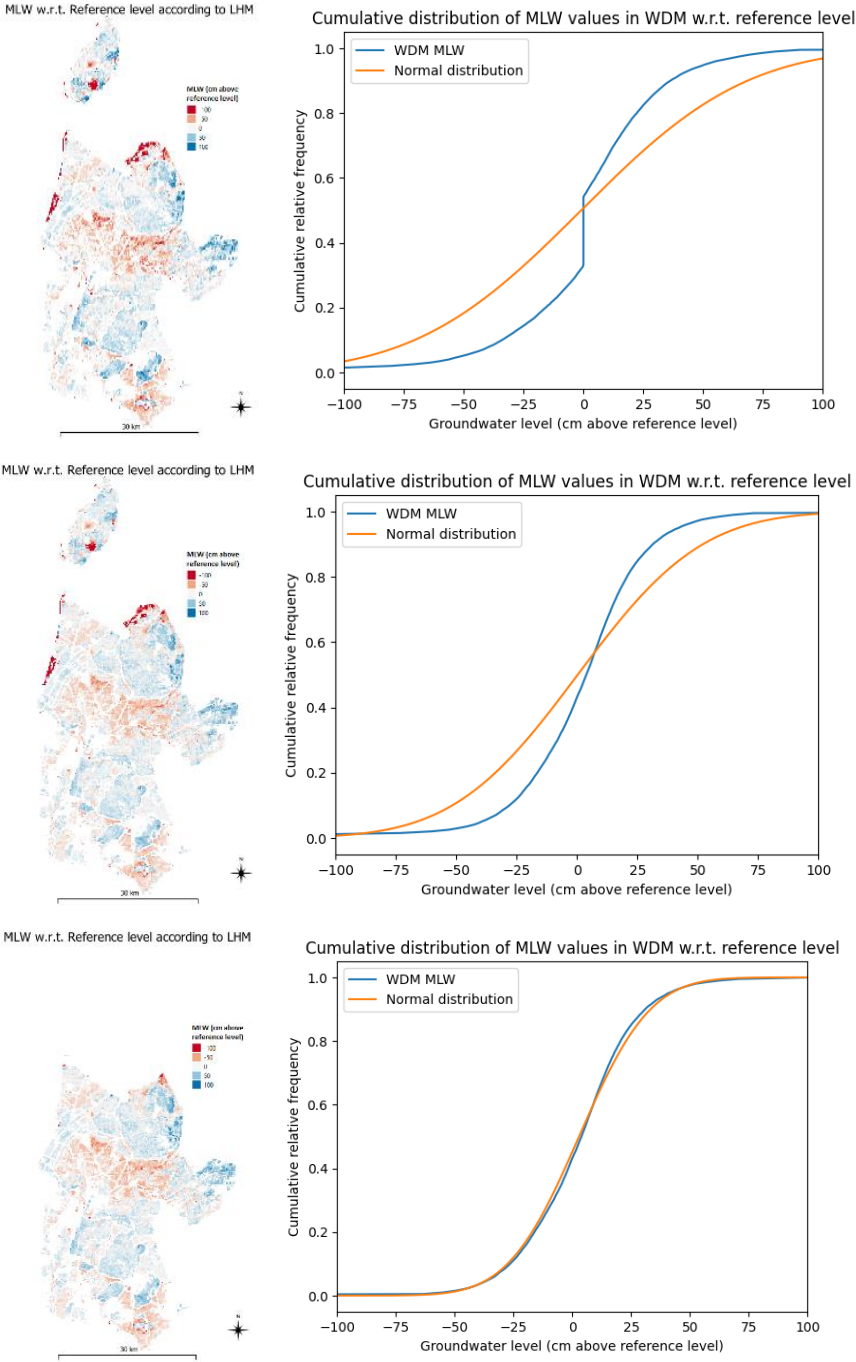 MLW w.r.t. Reference level according to LHM
MLW (cm above
reference level)
-100
-50
0
50
100
N
30 km
Cumulative distribution of MLW values in WDM w.r.t. reference level
WDM MLW
Normal distribution
Cumulative relative frequency
1.0
0.8
0.6
0.4
0.2
0.0
−100 −75 −50 −25 0 25 50 75 100
Groundwater level (cm above reference level)
MLW w.r.t. Reference level according to LHM
MLW (cm above
reference level)
-100
-50
0
50
100
N
30 km
Cumulative distribution of MLW values in WDM w.r.t. reference level
WDM MLW
Normal distribution
Cumulative relative frequency
1.0
0.8
0.6
0.4
0.2
0.0
−100 −75 −50 −25 0 25 50 75 100
Groundwater level (cm above reference level)
MLW w.r.t. Reference level according to LHM
MLW (cm above
reference level)
-100
-50
0
50
100
N
30 km
Cumulative distribution of MLW values in WDM w.r.t. reference level
WDM MLW
Normal distribution
Cumulative relative frequency
1.0
0.8
0.6
0.4
0.2
0.0
−100 −75 −50 −25 0 25 50 75 100
Groundwater level (cm above reference level)